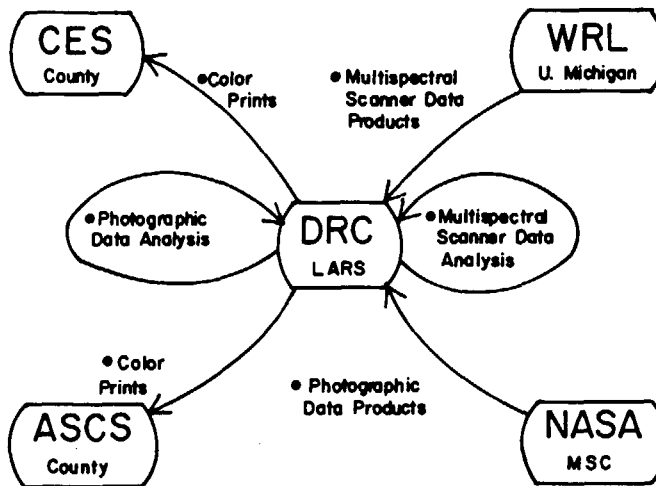 CES
County
WRL
U. Michigan
• Color
Prints
• Multispectral
Scanner Data
Products
• Photographic
Data Analysis
DRC
LARS
• Multispectral
Scanner Data
Analysis
• Color
Prints
• Photographic
Data Products
ASCS
County
NASA
MSC